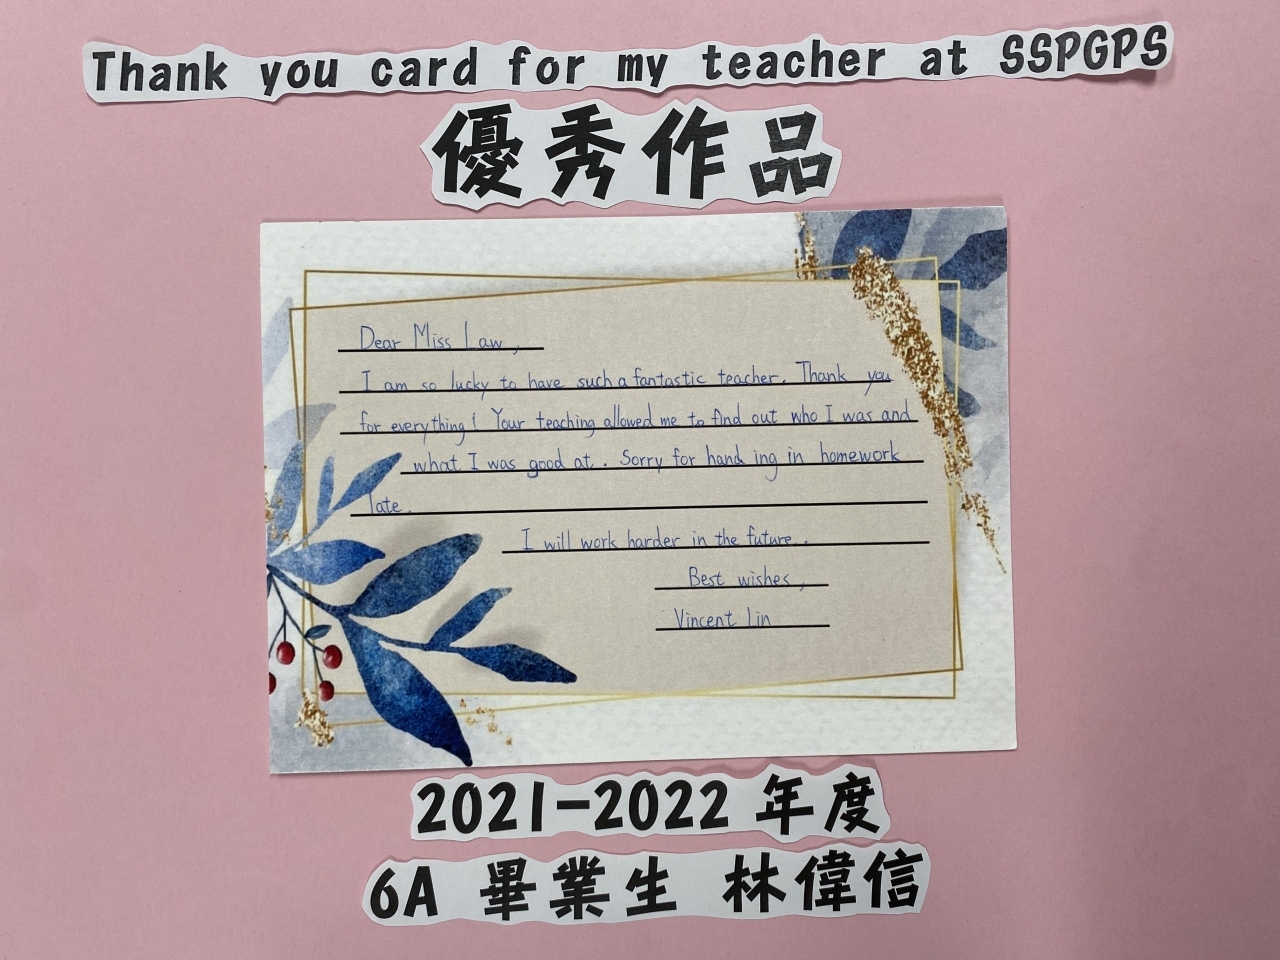 Thank you card for my teacher at SSPGPS
優秀作品
Dear Miss Law,
I am so lucky to have such a fantastic teacher. Thank you
for everything! Your teaching allowed me to find out who I was and
what I was good at.. Sorry for handing in homework
late.
I will work harder in the future..
Best wishes,
Vincent Lin
2021-2022 年度
6A 畢業生 林偉信